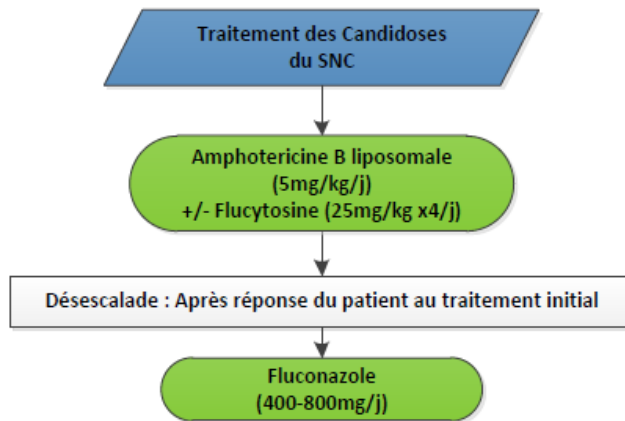 Traitement des Candidoses
du SNC
Amphotericine B liposomale
(5mg/kg/j)
+/- Flucytosine (25mg/kg x4/j)
Désescalade : Après réponse du patient au traitement initial
Fluconazole
(400-800mg/j)